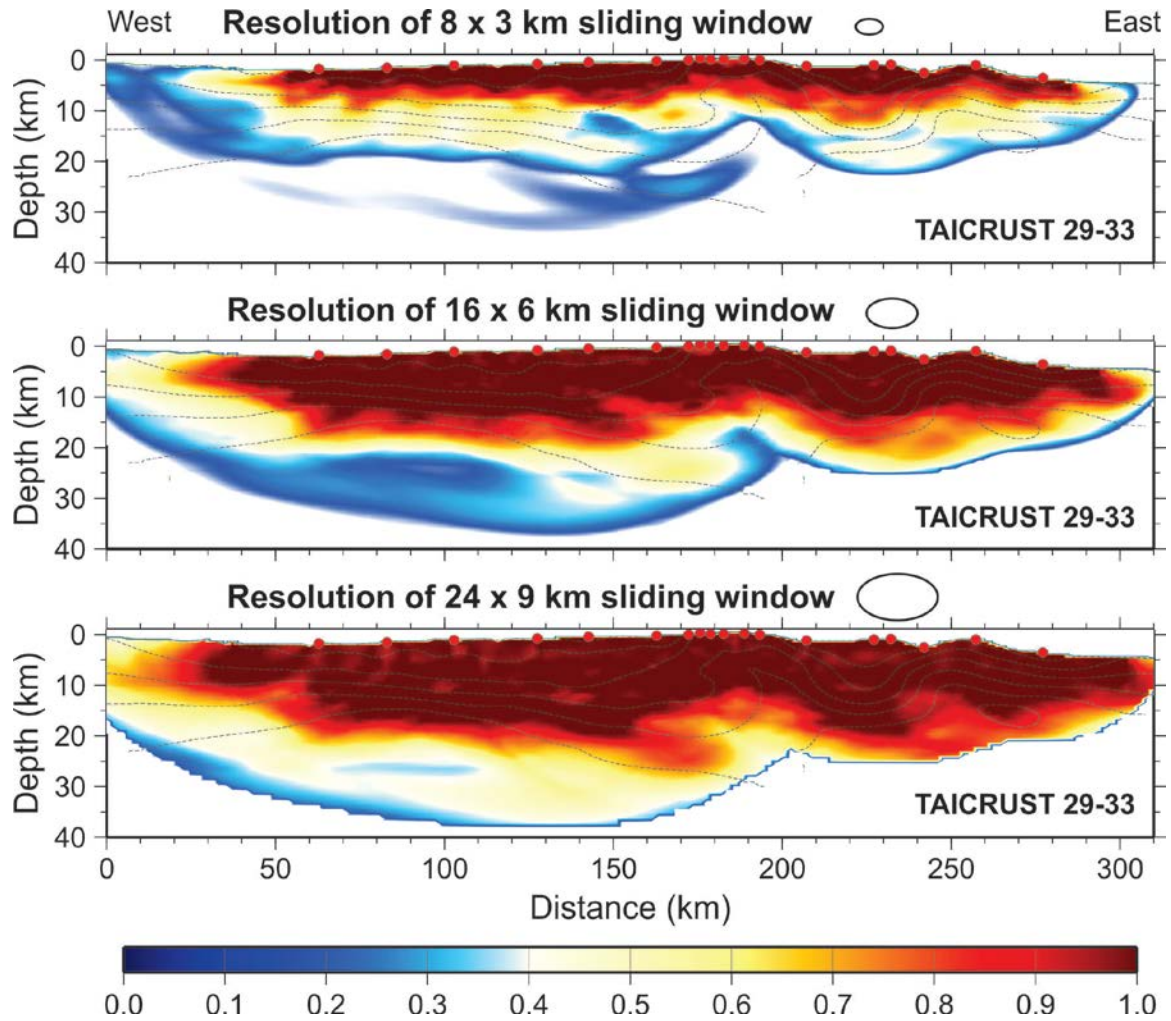 West Resolution of 8 x 3 km sliding window East
0
10
20
30
40
Depth (km)
TAICRUST 29-33
Resolution of 16 x 6 km sliding window
0
10
20
30
40
Depth (km)
TAICRUST 29-33
Resolution of 24 x 9 km sliding window
0
10
20
30
40
Depth (km)
TAICRUST 29-33
0 50 100 150 200 250 300
Distance (km)
0.0 0.1 0.2 0.3 0.4 0.5 0.6 0.7 0.8 0.9 1.0